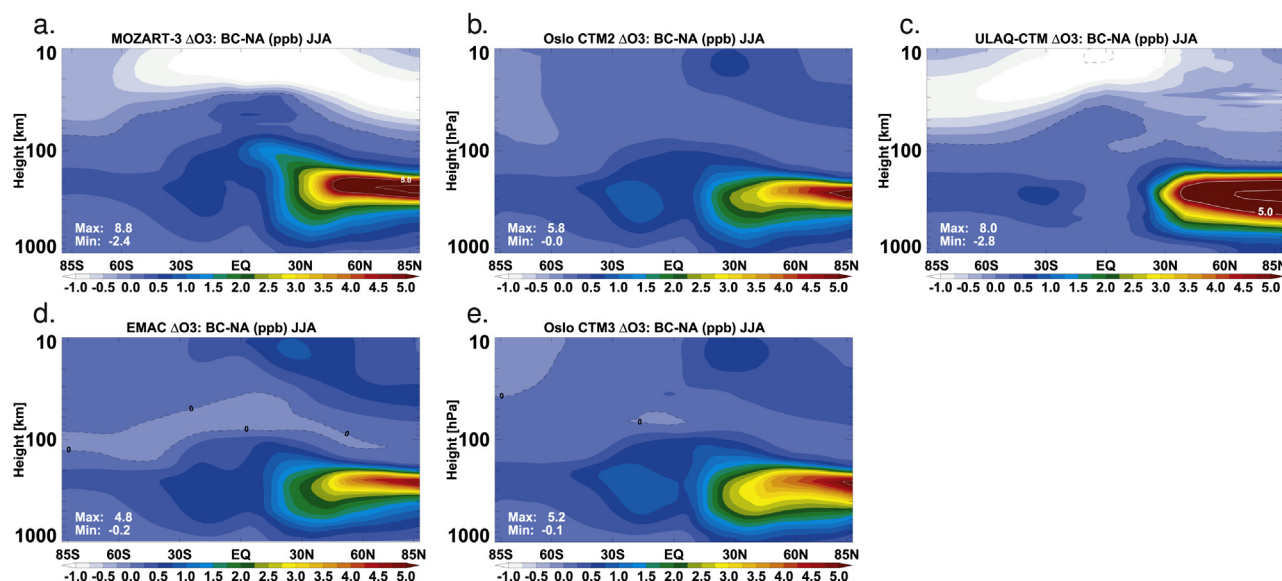 a.
MOZART-3 ΔO3: BC-NA (ppb) JJA
10
100
1000
Height [km]
5.0
Max: 8.8
Min: -2.4
85S 60S 30S EQ 30N 60N 85N
-1.0 -0.5 0.0 0.5 1.0 1.5 2.0 2.5 3.0 3.5 4.0 4.5 5.0
b.
Oslo CTM2 ΔO3: BC-NA (ppb) JJA
10
100
1000
Height [hPa]
Max: 5.8
Min: -0.0
85S 60S 30S EQ 30N 60N 85N
-1.0 -0.5 0.0 0.5 1.0 1.5 2.0 2.5 3.0 3.5 4.0 4.5 5.0
c.
ULAQ-CTM ΔO3: BC-NA (ppb) JJA
10
100
1000
Height [km]
5.0
Max: 8.0
Min: -2.8
85S 60S 30S EQ 30N 60N 85N
-1.0 -0.5 0.0 0.5 1.0 1.5 2.0 2.5 3.0 3.5 4.0 4.5 5.0
d.
EMAC ΔO3: BC-NA (ppb) JJA
10
100
1000
Height [km]
0
0
0
0
Max: 4.8
Min: -0.2
85S 60S 30S EQ 30N 60N 85N
-1.0 -0.5 0.0 0.5 1.0 1.5 2.0 2.5 3.0 3.5 4.0 4.5 5.0
e.
Oslo CTM3 ΔO3: BC-NA (ppb) JJA
10
100
1000
Height [hPa]
0
0
Max: 5.2
Min: -0.1
85S 60S 30S EQ 30N 60N 85N
-1.0 -0.5 0.0 0.5 1.0 1.5 2.0 2.5 3.0 3.5 4.0 4.5 5.0